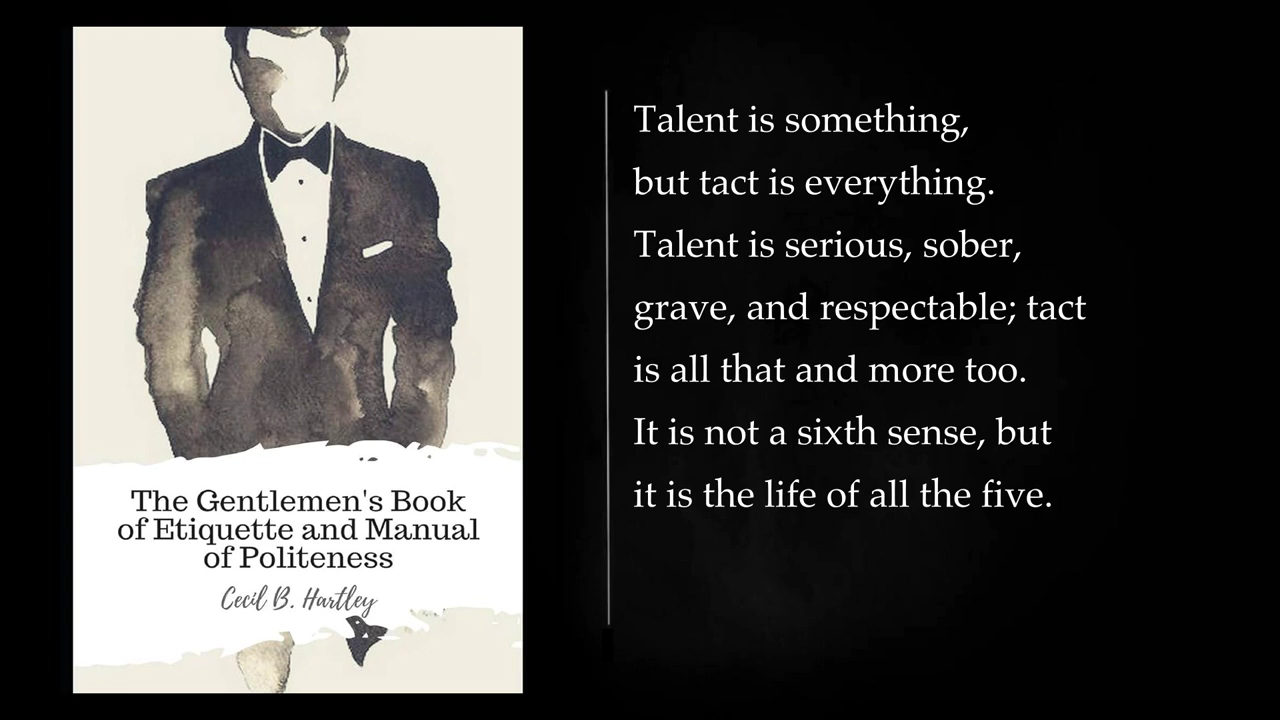 The Gentlemen's Book
of Etiquette and Manual
of Politeness
Cecil B. Hartley
Talent is something,
but tact is everything.
Talent is serious, sober,
grave, and respectable; tact
is all that and more too.
It is not a sixth sense, but
it is the life of all the five.